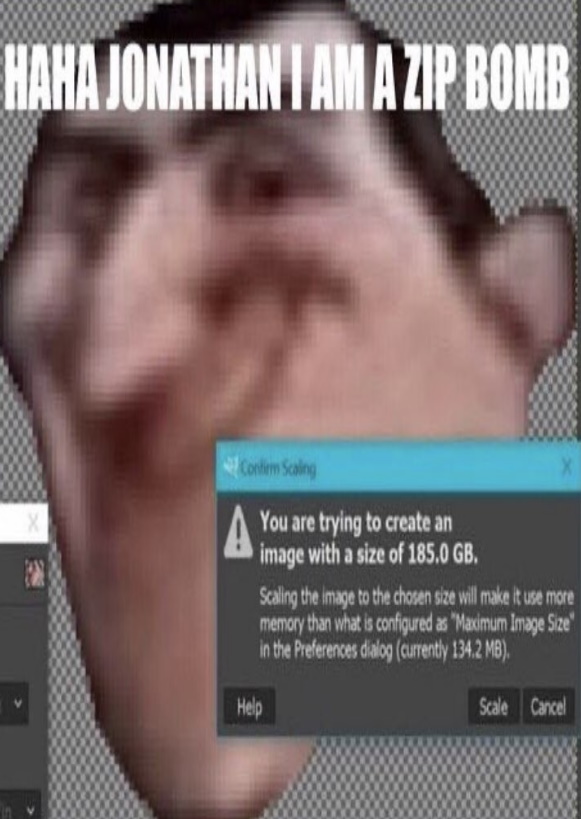 HAHA JONATHAN I AM A ZIP BOMB
Confirm Scaling
You are trying to create an
image with a size of 185.0 GB.
Scaling the image to the chosen size will make it use more
memory than what is configured as "Maximum Image Size"
in the Preferences dialog (currently 134.2 MB).
Help
Scale
Cancel